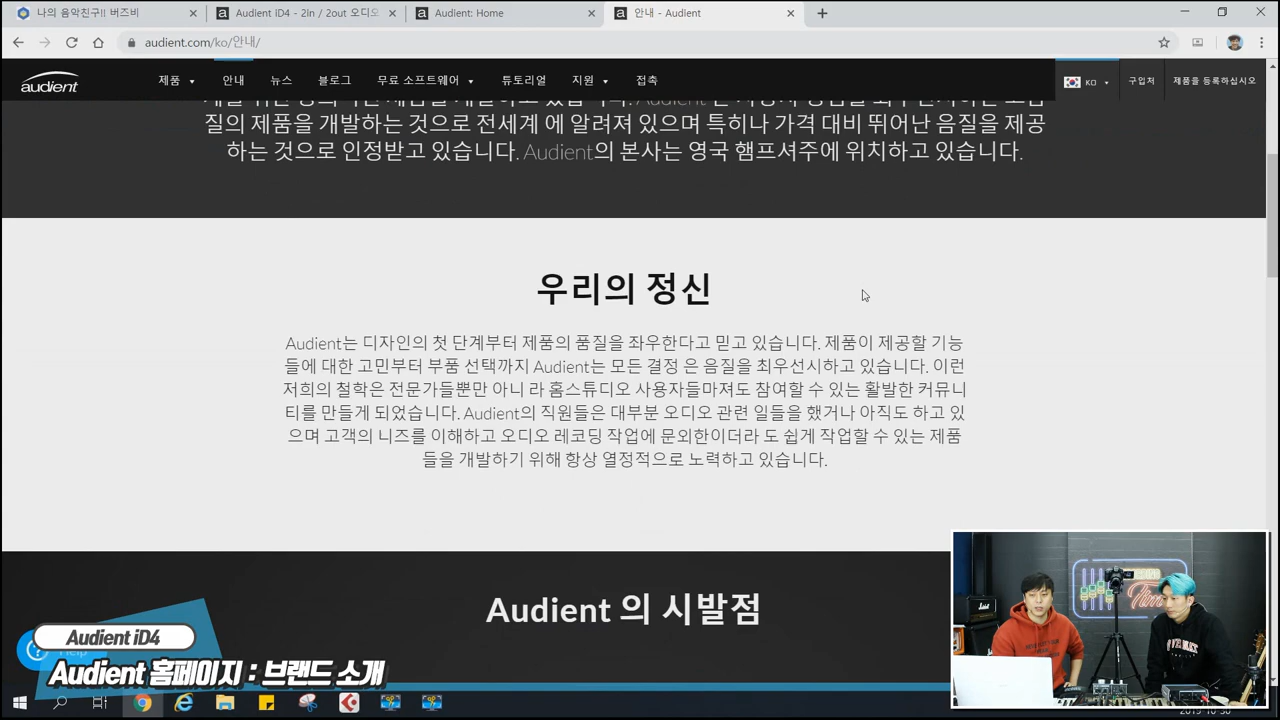 나의 음악친구!! 버즈비
Audient iD4 - 2in / 2out 오디오
Audient: Home
안내 - Audient
audient.com/ko/안내/
audient
제품
안내
뉴스
블로그
무료 소프트웨어
튜토리얼
지원
접촉
KO
구입처
제품을 등록하십시오
질의 제품을 개발하는 것으로 전세계 에 알려져 있으며 특히나 가격 대비 뛰어난 음질을 제공
하는 것으로 인정받고 있습니다. Audient의 본사는 영국 햄프셔주에 위치하고 있습니다.
우리의 정신
Audient는 디자인의 첫 단계부터 제품의 품질을 좌우한다고 믿고 있습니다. 제품이 제공할 기능
들에 대한 고민부터 부품 선택까지 Audient는 모든 결정 은 음질을 최우선시하고 있습니다. 이런
저희의 철학은 전문가들뿐만 아니 라 홈스튜디오 사용자들마져도 참여할 수 있는 활발한 커뮤니
티를 만들게 되었습니다. Audient의 직원들은 대부분 오디오 관련 일들을 했거나 아직도 하고 있
으며 고객의 니즈를 이해하고 오디오 레코딩 작업에 문외한이더라 도 쉽게 작업할 수 있는 제품
들을 개발하기 위해 항상 열정적으로 노력하고 있습니다.
Audient 의 시발점
Audient iD4
Audient 홈페이지 : 브랜드 소개
Marshall
Time